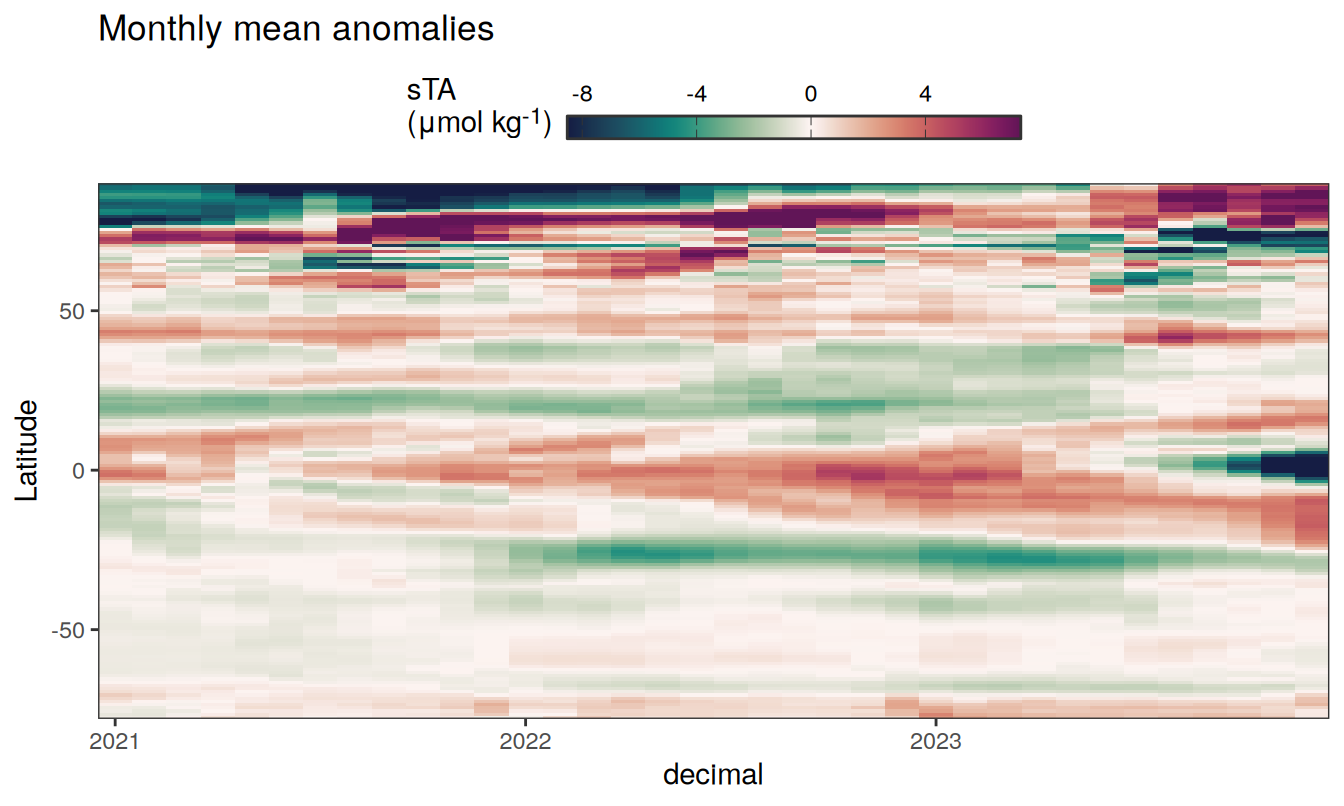 Monthly mean anomalies
sTA
(μmol kg⁻¹)
-8 -4 0 4
Latitude
50
0
-50
2021 2022 2023
decimal